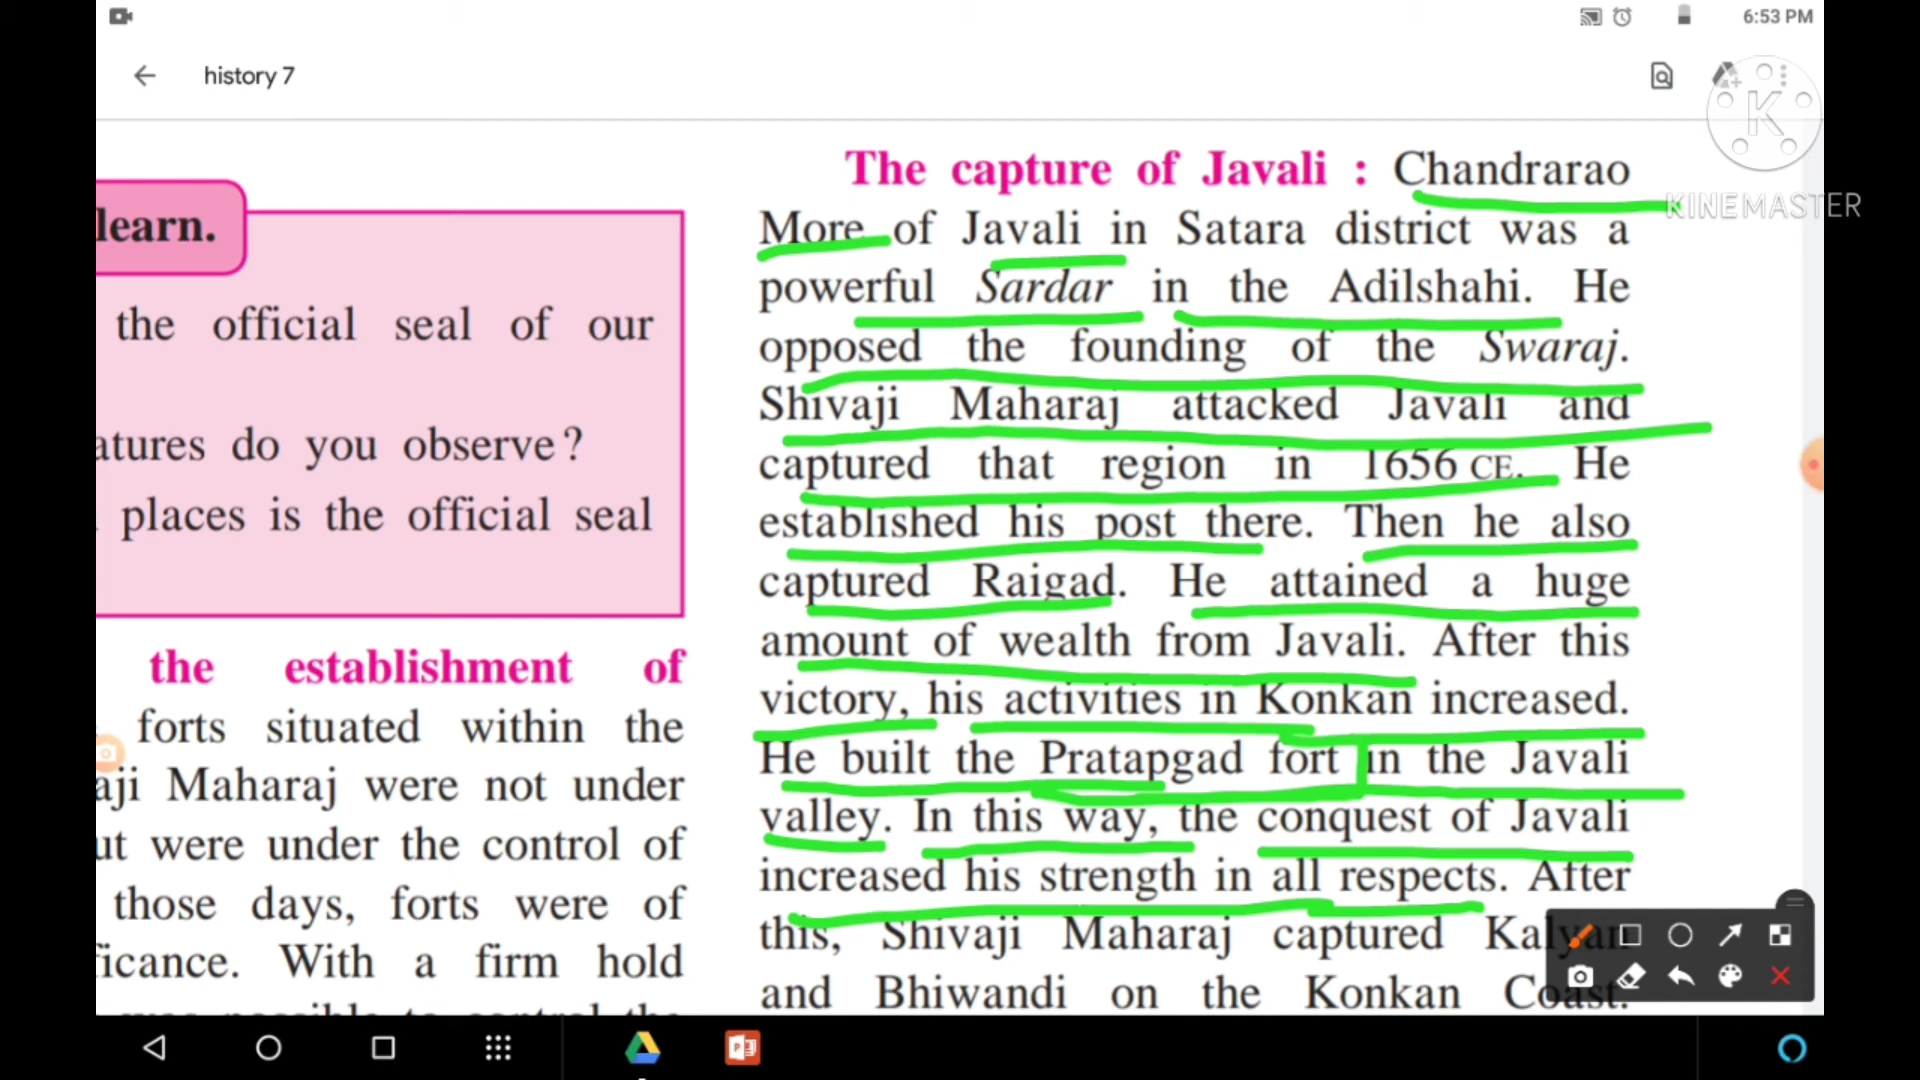 6:53 PM
history 7
K
KINEMASTER
learn.
the official seal of our
atures do you observe?
places is the official seal
the establishment of
forts situated within the
aji Maharaj were not under
ut were under the control of
those days, forts were of
ficance. With a firm hold
The capture of Javali : Chandrarao
More of Javali in Satara district was a
powerful Sardar in the Adilshahi. He
opposed the founding of the Swaraj.
Shivaji Maharaj attacked Javali and
captured that region in 1656 CE. He
established his post there. Then he also
captured Raigad. He attained a huge
amount of wealth from Javali. After this
victory, his activities in Konkan increased.
He built the Pratapgad fort in the Javali
valley. In this way, the conquest of Javali
increased his strength in all respects. After
this, Shivaji Maharaj captured Kalyan
and Bhiwandi on the Konkan Coast.